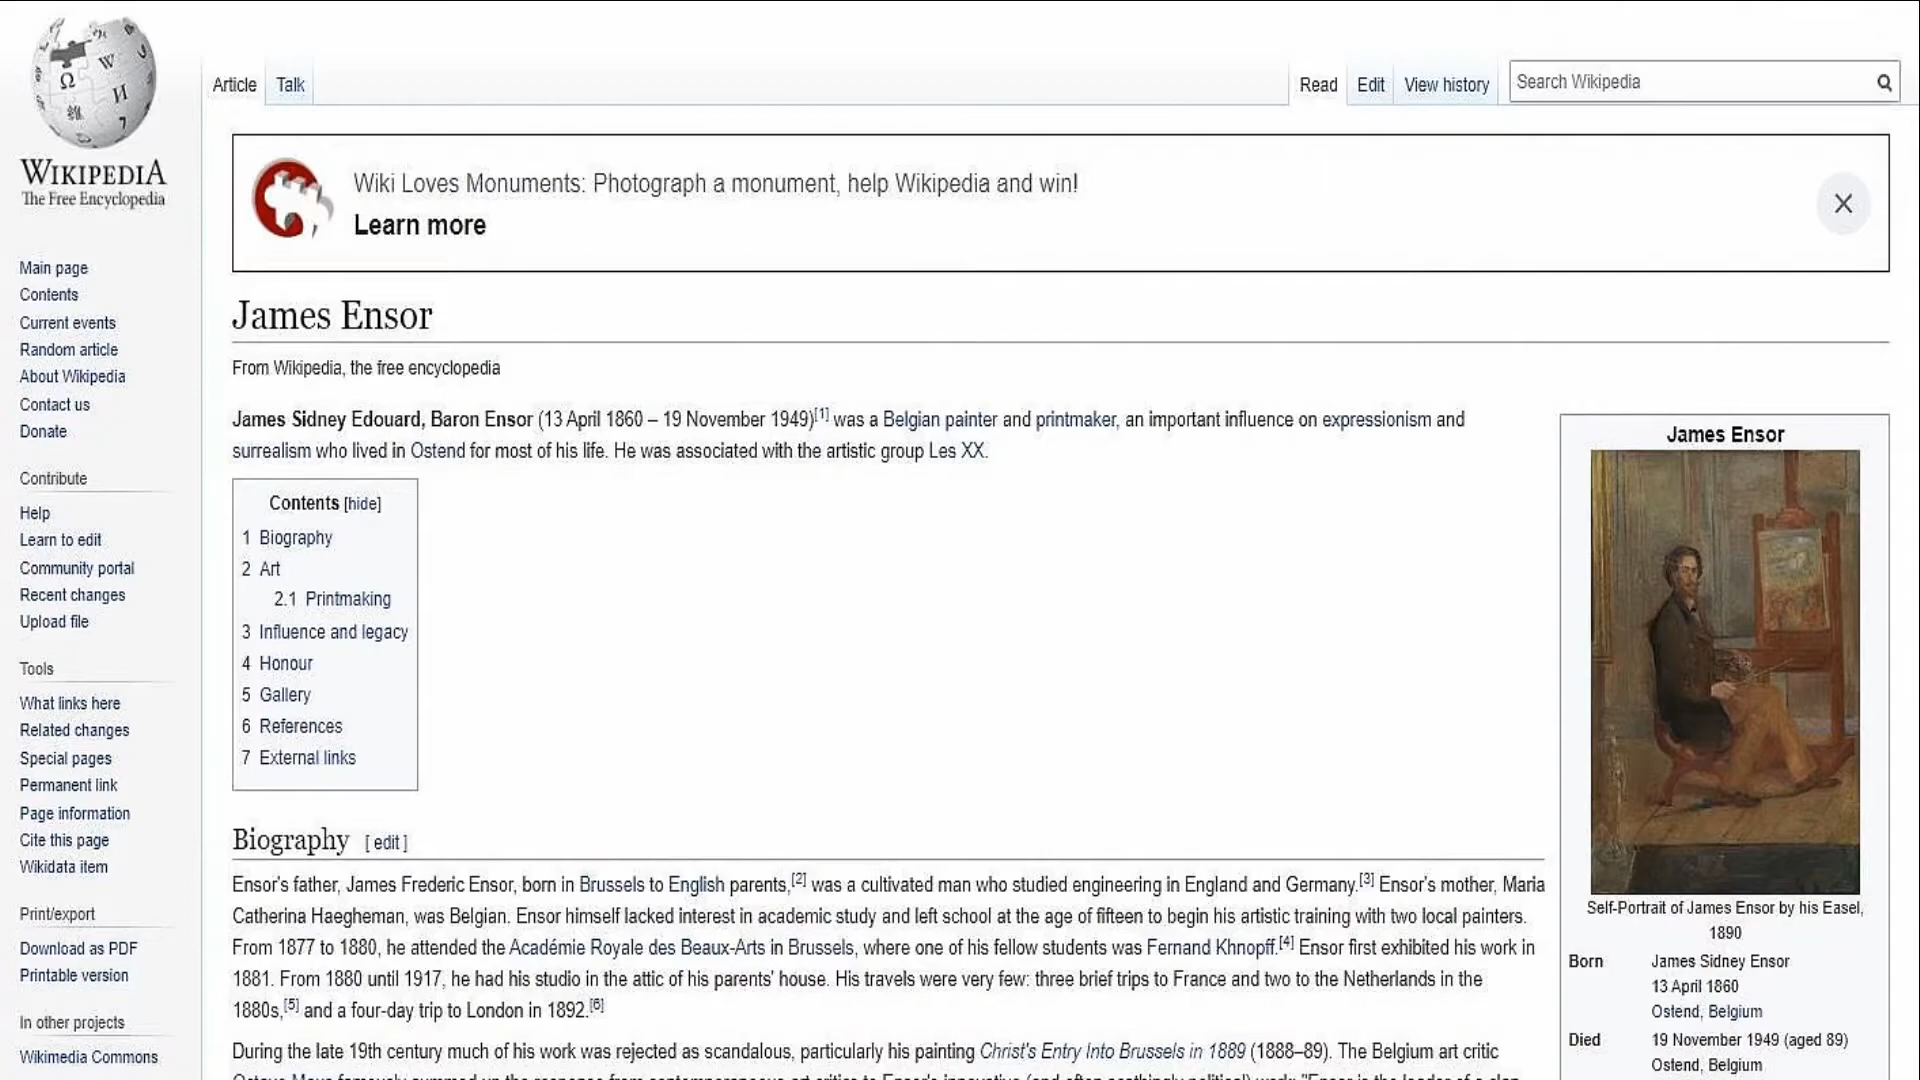 WIKIPEDIA
The Free Encyclopedia
Main page
Contents
Current events
Random article
About Wikipedia
Contact us
Donate
Contribute
Help
Learn to edit
Community portal
Recent changes
Upload file
Tools
What links here
Related changes
Special pages
Permanent link
Page information
Cite this page
Wikidata item
Print/export
Download as PDF
Printable version
In other projects
Wikimedia Commons
Article Talk Read Edit View history Search Wikipedia
Wiki Loves Monuments: Photograph a monument, help Wikipedia and win!
Learn more
James Ensor
From Wikipedia, the free encyclopedia
James Sidney Edouard, Baron Ensor (13 April 1860 – 19 November 1949)[1] was a Belgian painter and printmaker, an important influence on expressionism and
surrealism who lived in Ostend for most of his life. He was associated with the artistic group Les XX.
Contents [hide]
1 Biography
2 Art
2.1 Printmaking
3 Influence and legacy
4 Honour
5 Gallery
6 References
7 External links
Biography [ edit ]
Ensor's father, James Frederic Ensor, born in Brussels to English parents,[2] was a cultivated man who studied engineering in England and Germany.[3] Ensor's mother, Maria
Catherina Haegheman, was Belgian. Ensor himself lacked interest in academic study and left school at the age of fifteen to begin his artistic training with two local painters.
From 1877 to 1880, he attended the Académie Royale des Beaux-Arts in Brussels, where one of his fellow students was Fernand Khnopff.[4] Ensor first exhibited his work in
1881. From 1880 until 1917, he had his studio in the attic of his parents' house. His travels were very few: three brief trips to France and two to the Netherlands in the
1880s,[5] and a four-day trip to London in 1892.[6]
During the late 19th century much of his work was rejected as scandalous, particularly his painting Christ's Entry Into Brussels in 1889 (1888–89). The Belgium art critic
James Ensor
Self-Portrait of James Ensor by his Easel,
1890
Born James Sidney Ensor
13 April 1860
Ostend, Belgium
Died 19 November 1949 (aged 89)
Ostend, Belgium